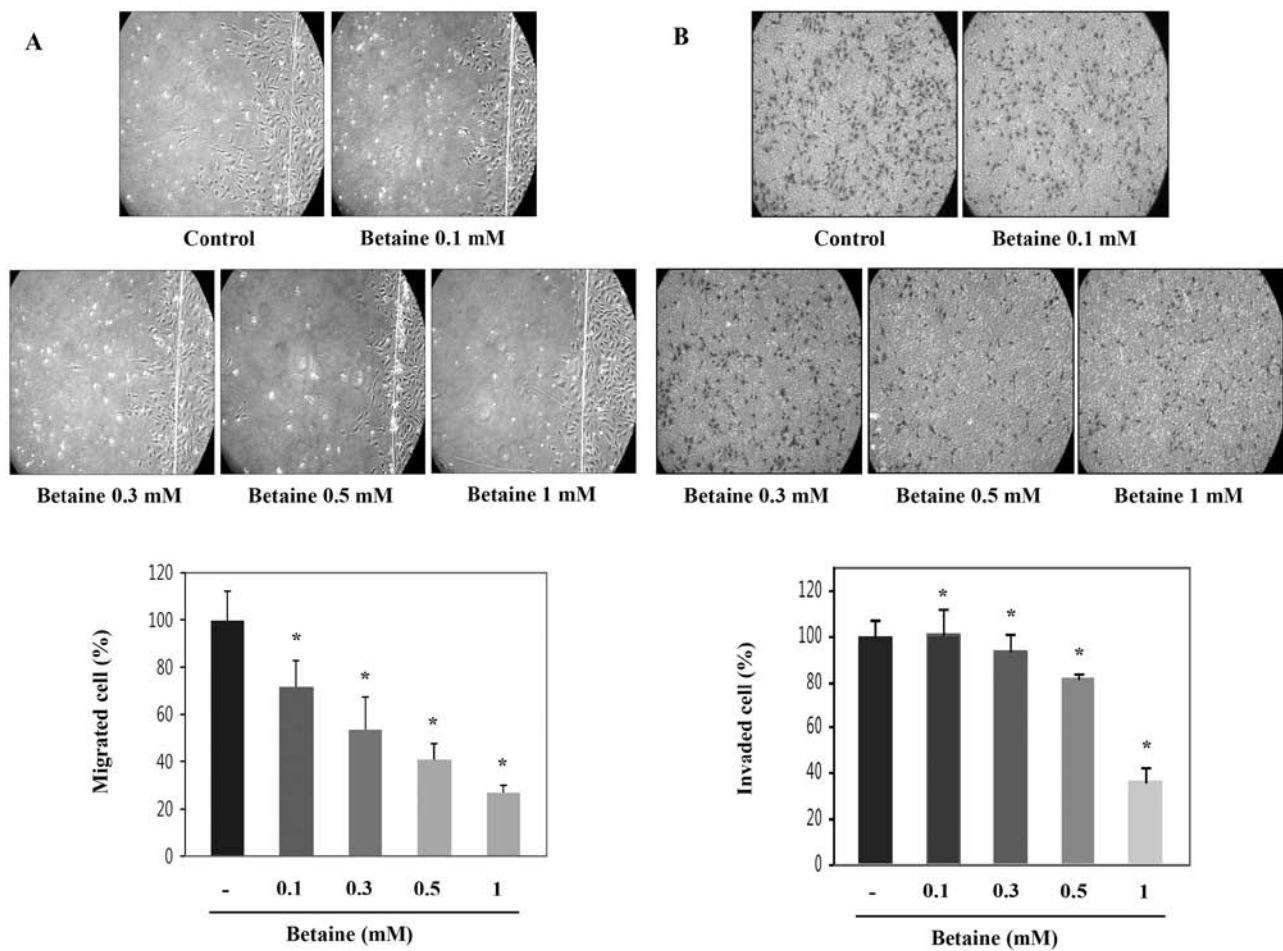 A
B
Control
Betaine 0.1 mM
Control
Betaine 0.1 mM
Betaine 0.3 mM
Betaine 0.5 mM
Betaine 1 mM
Betaine 0.3 mM
Betaine 0.5 mM
Betaine 1 mM
Migrated cell (%)
120
100
80
60
40
20
0
*
*
*
*
-
0.1
0.3
0.5
1
Betaine (mM)
Invaded cell (%)
120
100
80
60
40
20
0
*
*
*
*
-
0.1
0.3
0.5
1
Betaine (mM)